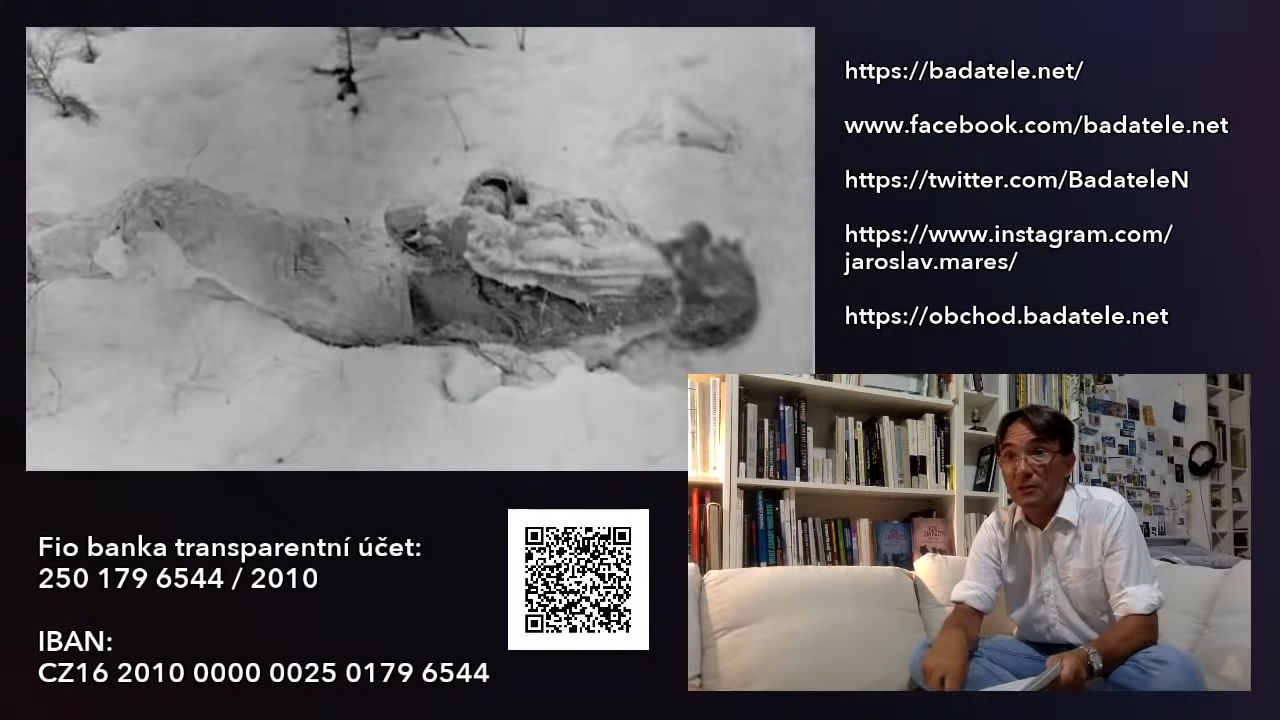 https://badatele.net/
www.facebook.com/badatele.net
https://twitter.com/BadateleN
https://www.instagram.com/
jaroslav.mares/
https://obchod.badatele.net
Fio banka transparentní účet:
250 179 6544 / 2010
IBAN:
CZ16 2010 0000 0025 0179 6544